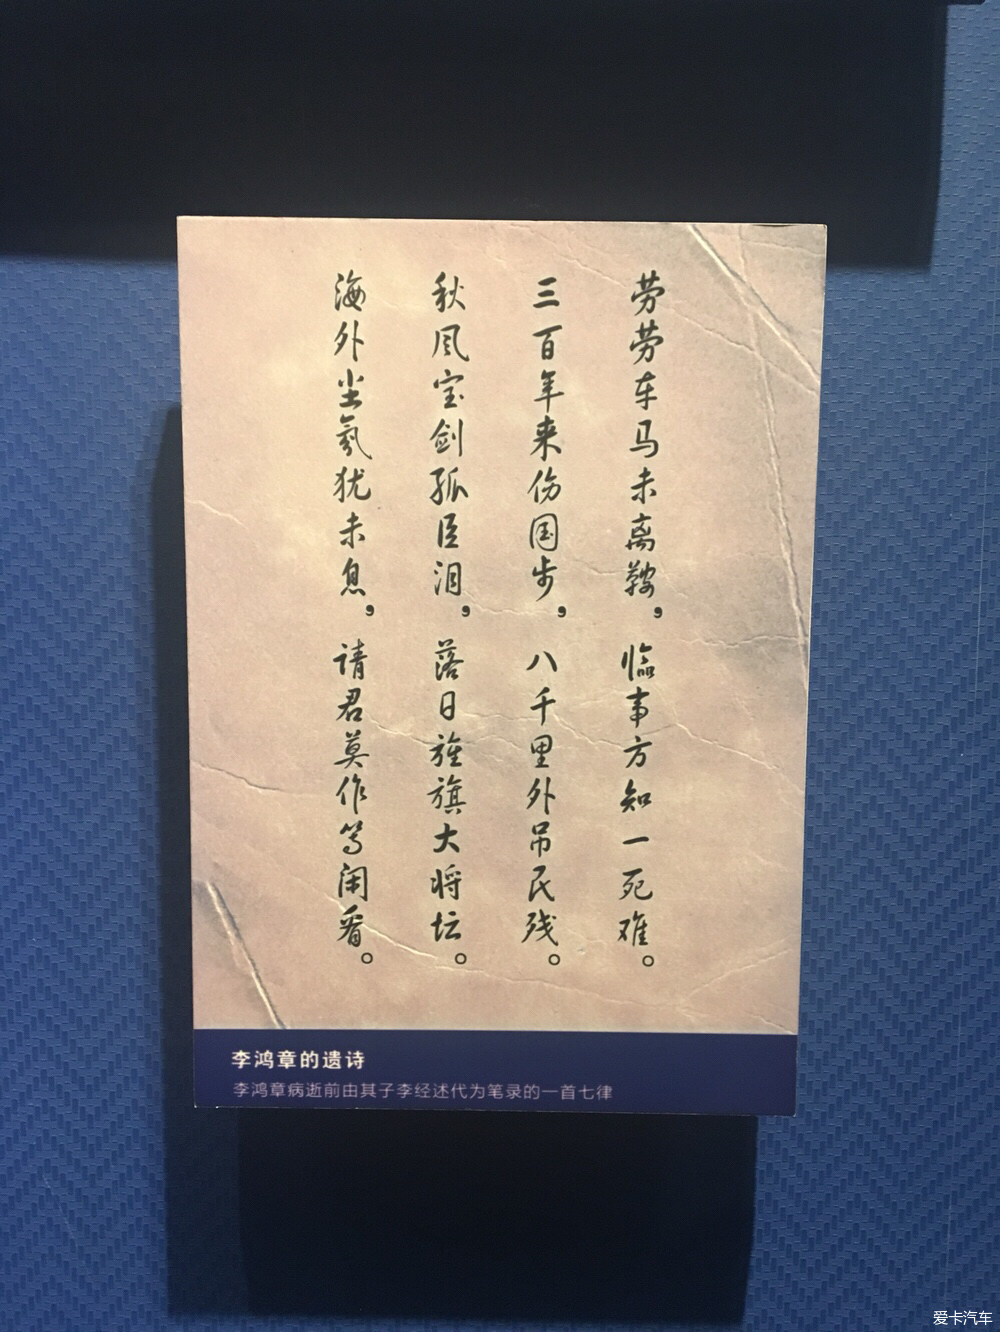 劳劳车马未离鞍，临事方知一死难。
三百年来伤国步，八千里外吊民残。
秋风宝剑孤臣泪，落日旌旗大将坛。
海外尘氛犹未息，请君莫作等闲看。
李鸿章的遗诗
李鸿章病逝前由其子李经述代为笔录的一首七律
爱卡汽车